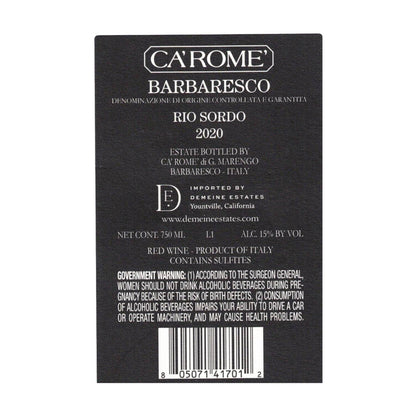 CA'ROME'
BARBARESCO
DENOMINAZIONE DI ORIGINE CONTROLLATA E GARANTITA
RIO SORDO
2020
ESTATE BOTTLED BY
CA' ROME' di G. MARENGO
BARBARESCO - ITALY
DE
IMPORTED BY
DEMEINE ESTATES
Yountville, California
www.demeineestates.com
NET CONT. 750 ML L1 ALC. 15% BY VOL
RED WINE - PRODUCT OF ITALY
CONTAINS SULFITES
GOVERNMENT WARNING: (1) ACCORDING TO THE SURGEON GENERAL,
WOMEN SHOULD NOT DRINK ALCOHOLIC BEVERAGES DURING PRE-
GNANCY BECAUSE OF THE RISK OF BIRTH DEFECTS. (2) CONSUMPTION
OF ALCOHOLIC BEVERAGES IMPAIRS YOUR ABILITY TO DRIVE A CAR
OR OPERATE MACHINERY, AND MAY CAUSE HEALTH PROBLEMS.
8 05071 41701 2